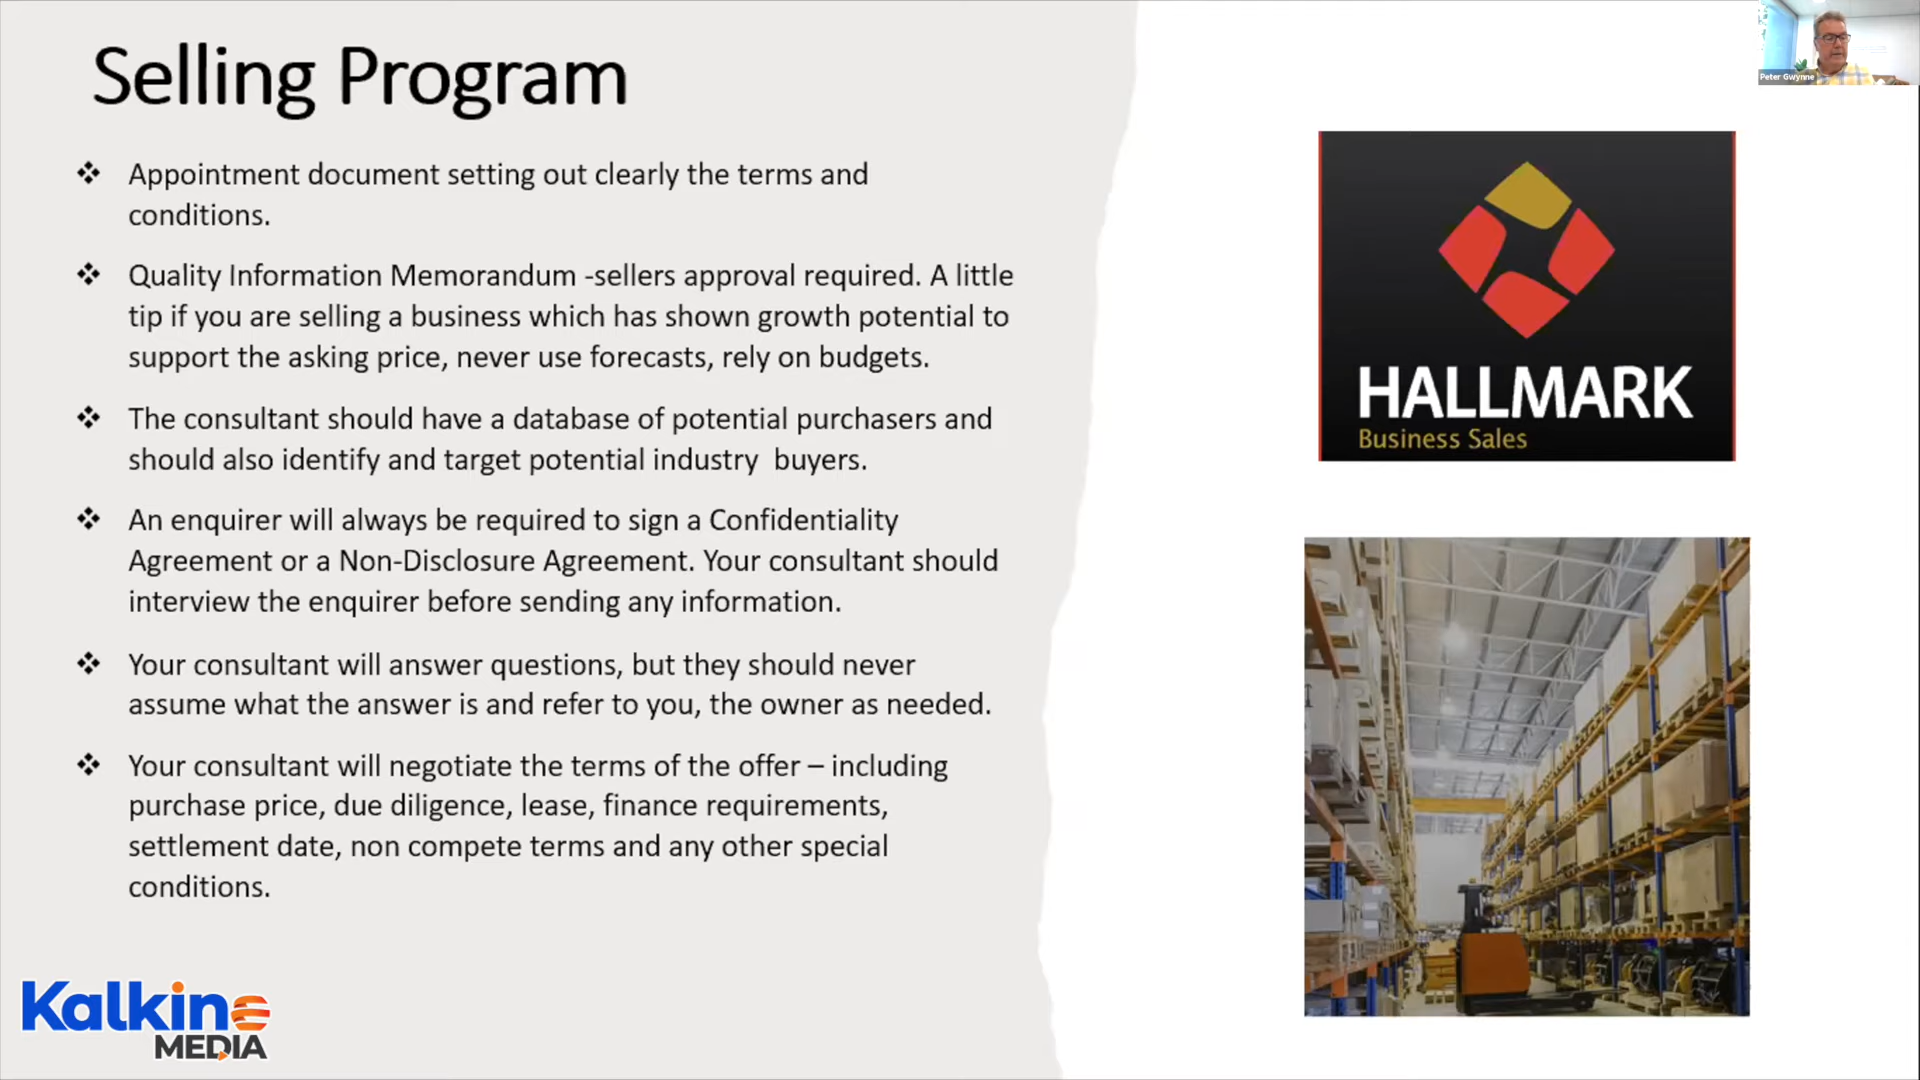 Selling Program
Peter Gwynne
❖ Appointment document setting out clearly the terms and
conditions.
❖ Quality Information Memorandum -sellers approval required. A little
tip if you are selling a business which has shown growth potential to
support the asking price, never use forecasts, rely on budgets.
❖ The consultant should have a database of potential purchasers and
should also identify and target potential industry  buyers.
❖ An enquirer will always be required to sign a Confidentiality
Agreement or a Non-Disclosure Agreement. Your consultant should
interview the enquirer before sending any information.
❖ Your consultant will answer questions, but they should never
assume what the answer is and refer to you, the owner as needed.
❖ Your consultant will negotiate the terms of the offer – including
purchase price, due diligence, lease, finance requirements,
settlement date, non compete terms and any other special
conditions.
HALLMARK
Business Sales
Kalkine
MEDIA